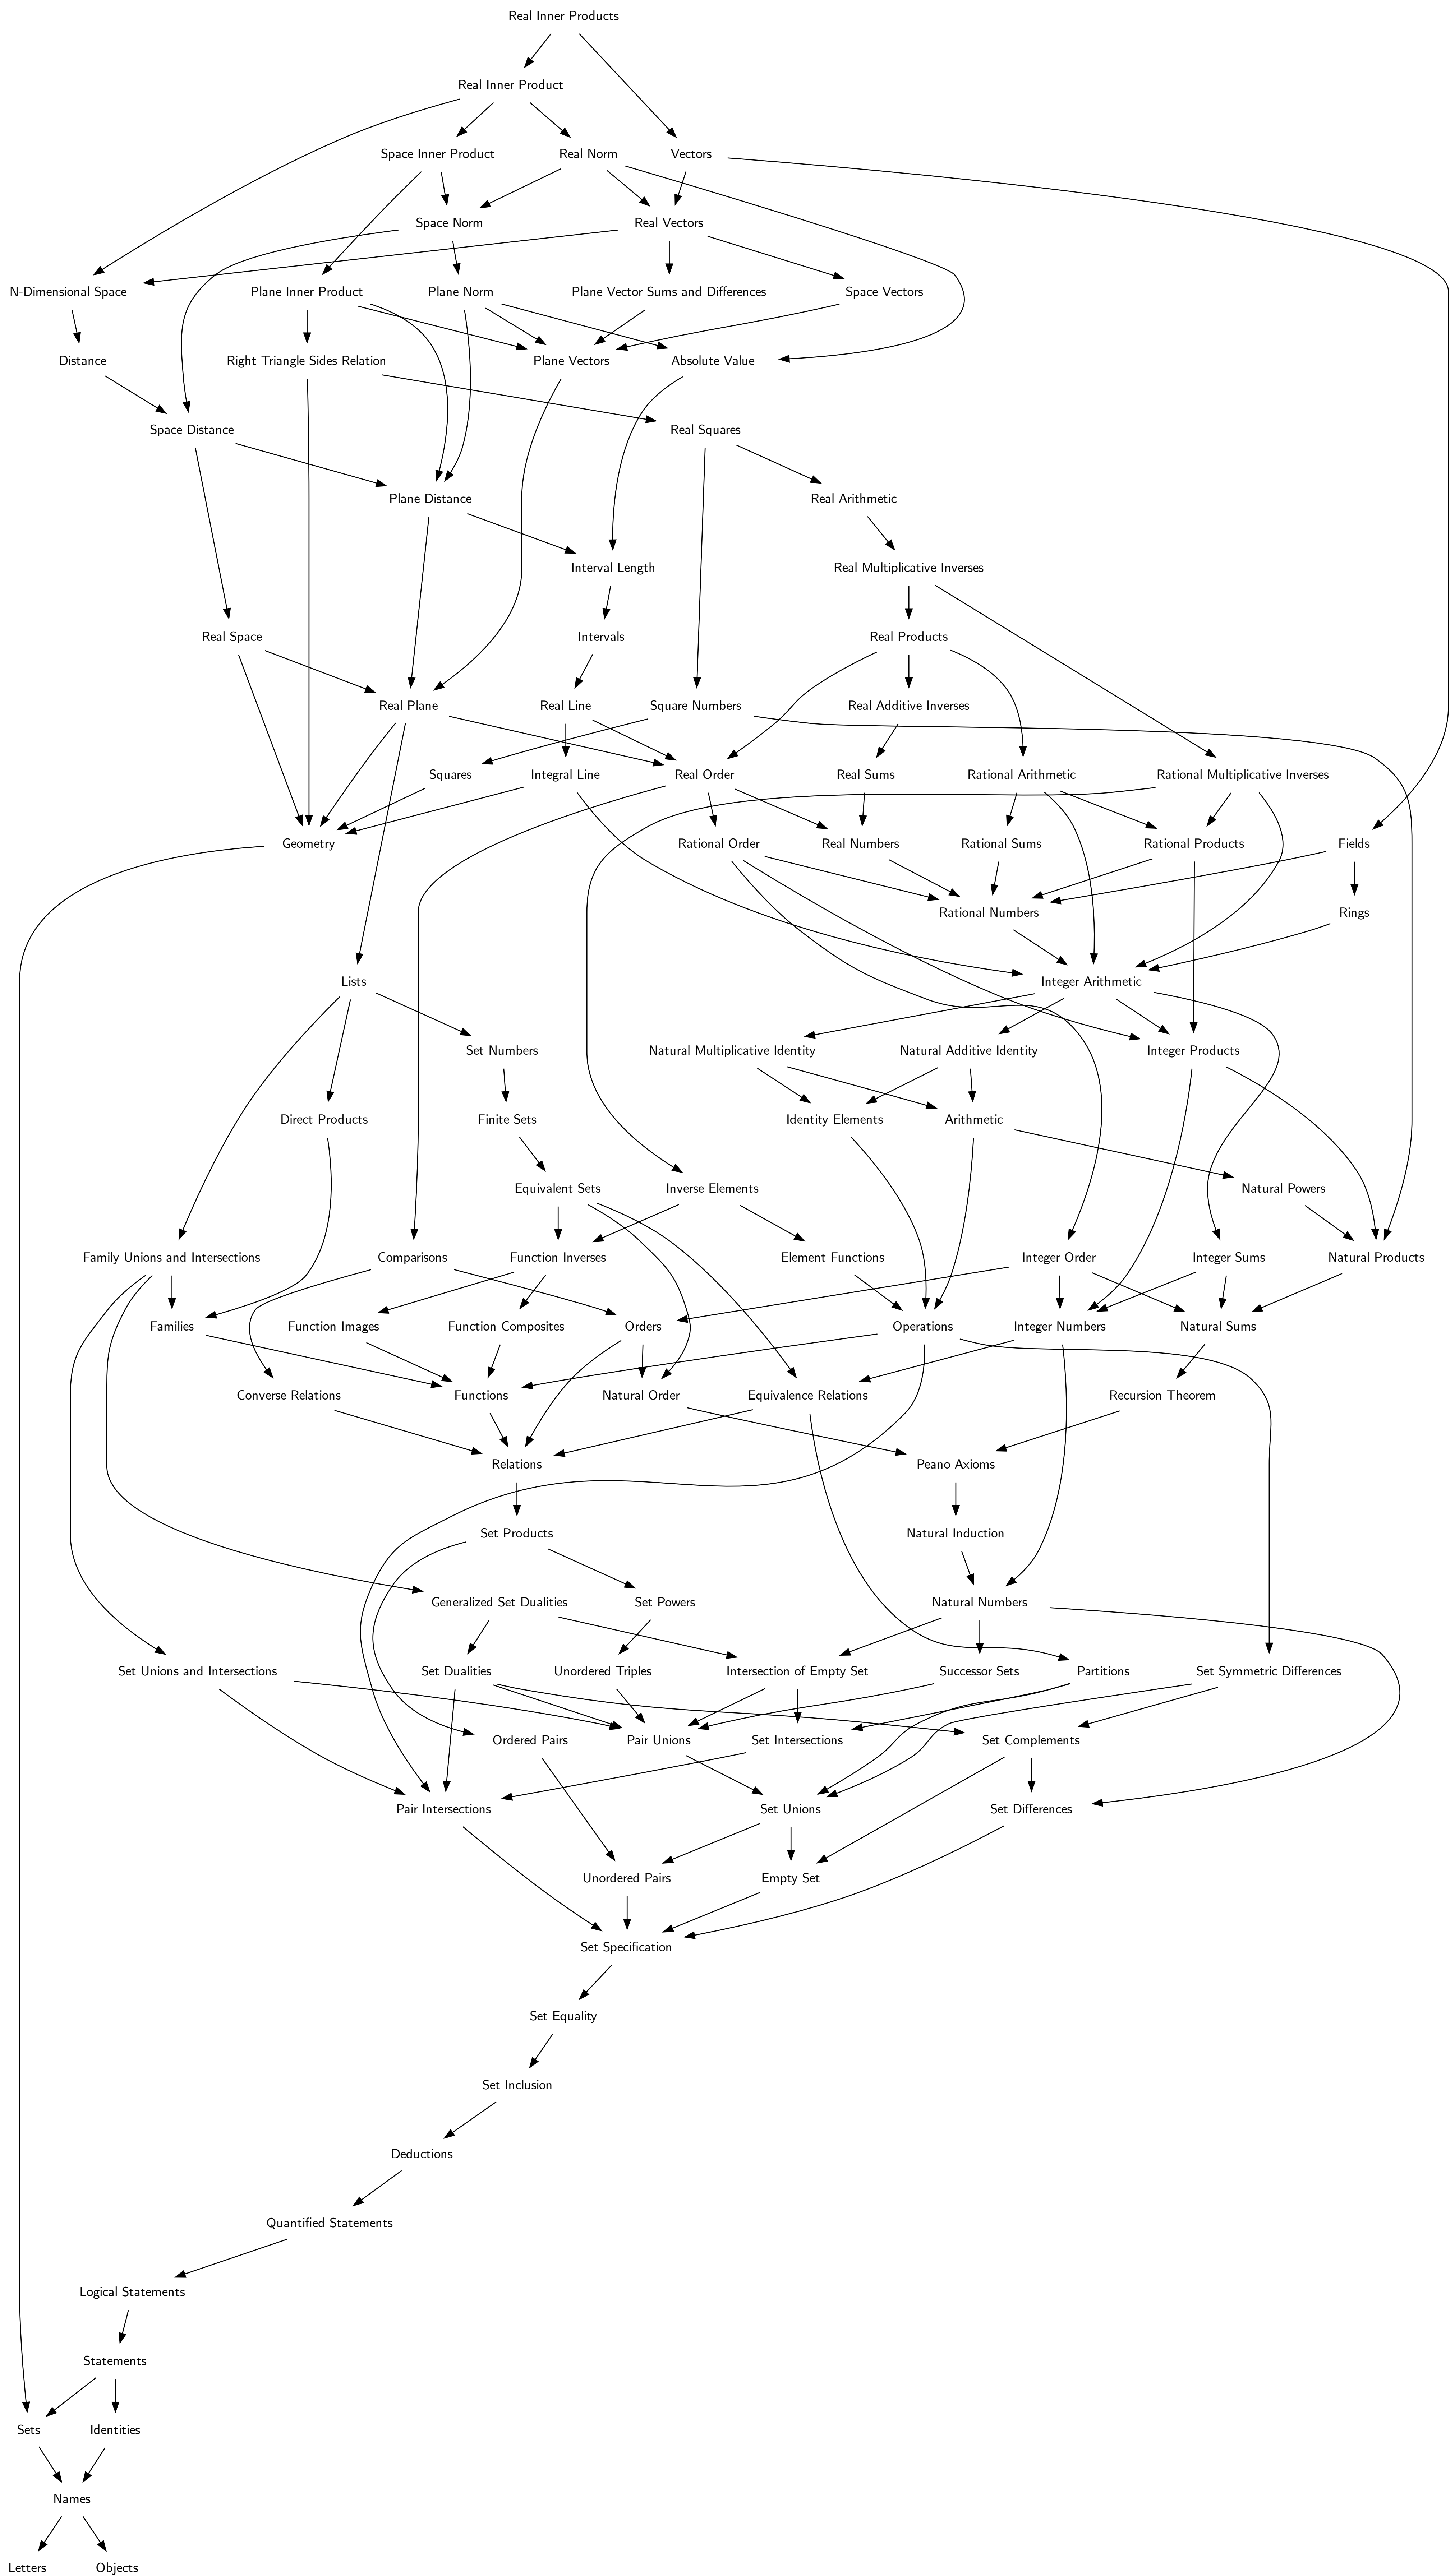 Real Inner Products
Real Inner Product
Space Inner Product
Real Norm
Vectors
Space Norm
Real Vectors
N-Dimensional Space
Plane Inner Product
Plane Norm
Plane Vector Sums and Differences
Space Vectors
Distance
Right Triangle Sides Relation
Plane Vectors
Absolute Value
Space Distance
Real Squares
Plane Distance
Real Arithmetic
Interval Length
Real Multiplicative Inverses
Real Space
Intervals
Real Products
Real Plane
Real Line
Square Numbers
Real Additive Inverses
Squares
Integral Line
Real Order
Real Sums
Rational Arithmetic
Rational Multiplicative Inverses
Geometry
Rational Order
Real Numbers
Rational Sums
Rational Products
Fields
Rational Numbers
Rings
Lists
Integer Arithmetic
Set Numbers
Natural Multiplicative Identity
Natural Additive Identity
Integer Products
Direct Products
Finite Sets
Identity Elements
Arithmetic
Equivalent Sets
Inverse Elements
Natural Powers
Family Unions and Intersections
Comparisons
Function Inverses
Element Functions
Integer Order
Integer Sums
Natural Products
Families
Function Images
Function Composites
Orders
Operations
Integer Numbers
Natural Sums
Converse Relations
Functions
Natural Order
Equivalence Relations
Recursion Theorem
Relations
Peano Axioms
Set Products
Natural Induction
Generalized Set Dualities
Set Powers
Natural Numbers
Set Unions and Intersections
Set Dualities
Unordered Triples
Intersection of Empty Set
Successor Sets
Partitions
Set Symmetric Differences
Ordered Pairs
Pair Unions
Set Intersections
Set Complements
Pair Intersections
Set Unions
Set Differences
Unordered Pairs
Empty Set
Set Specification
Set Equality
Set Inclusion
Deductions
Quantified Statements
Logical Statements
Statements
Sets
Identities
Names
Letters
Objects